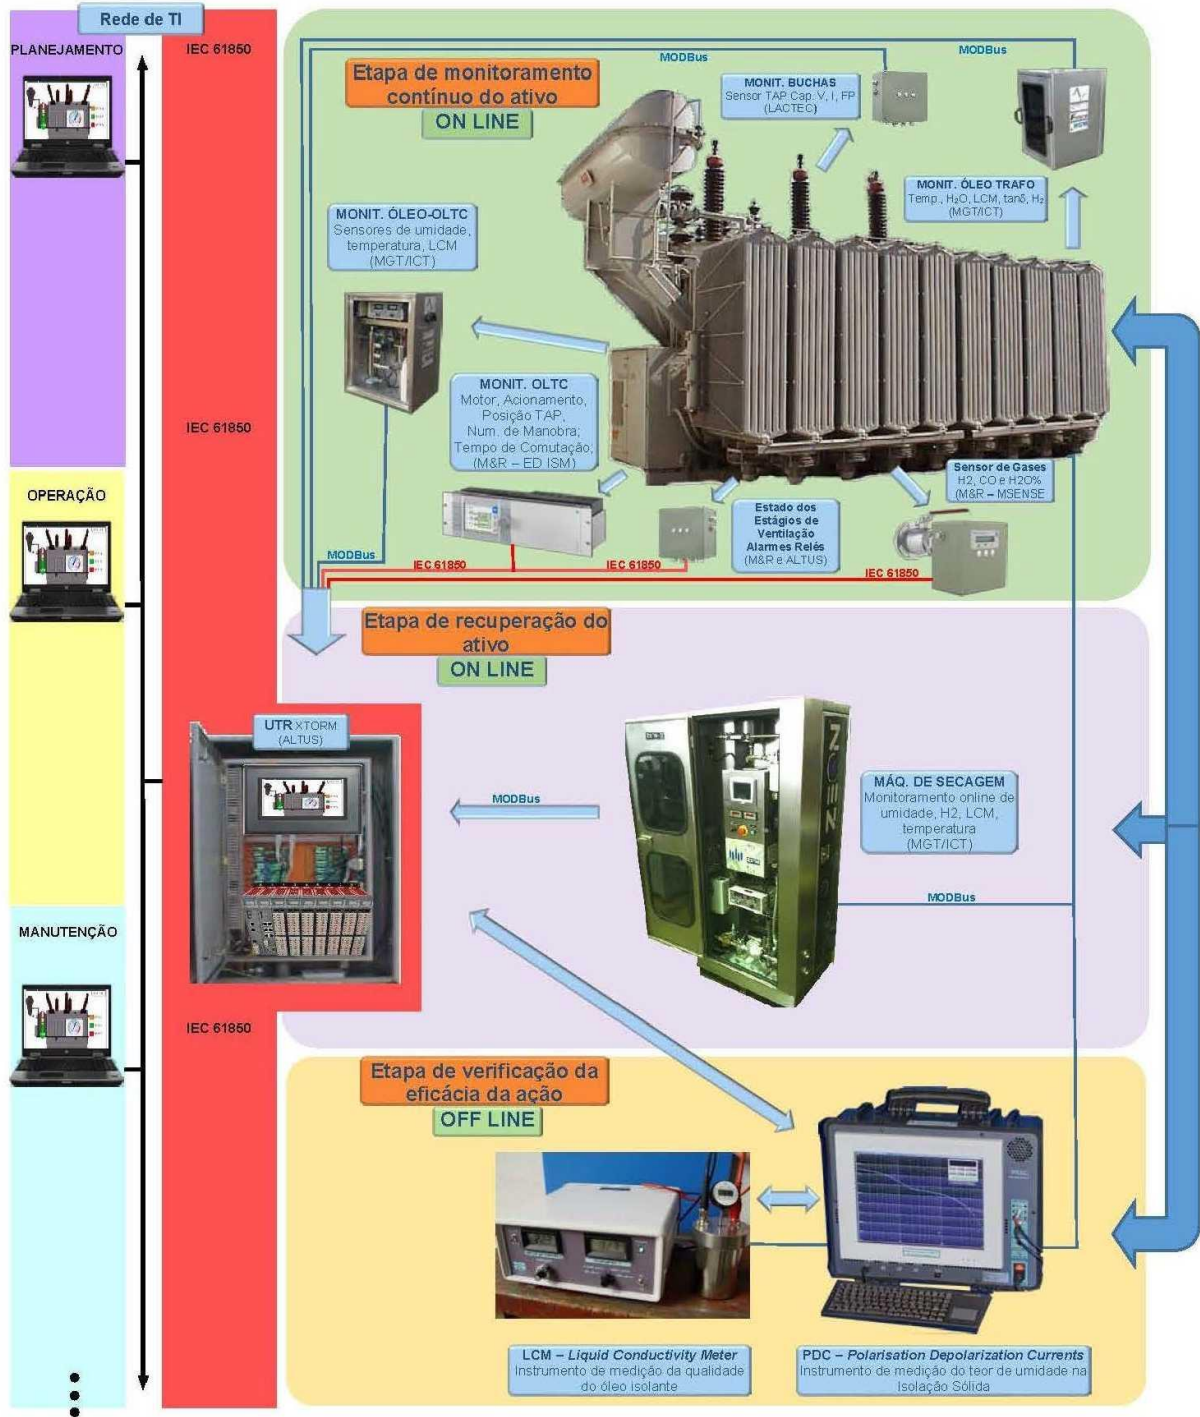 Rede de TI
PLANEJAMENTO
IEC 61850
MODBus
MODBus
Etapa de monitoramento
contínuo do ativo
ON LINE
MONIT. BUCHAS
Sensor TAP Cap. V, I, FP
(LACTEC)
MONIT. ÓLEO TRAFO
Temp., H₂O, LCM, tanδ, H₂
(MGT/ICT)
MONIT. ÓLEO-OLTC
Sensores de umidade,
temperatura, LCM
(MGT/ICT)
MONIT. OLTC
Motor, Acionamento,
Posição TAP,
Num. de Manobra;
Tempo de Comutação;
(M&R – ED ISM)
IEC 61850
Sensor de Gases
H2, CO e H2O%
(M&R – MSENSE
OPERAÇÃO
Estado dos
Estágios de
Ventilação
Alarmes Relés
(M&R e ALTUS)
MODBus
IEC 61850
IEC 61850
IEC 61850
Etapa de recuperação do
ativo
ON LINE
UTR XTORM
(ALTUS)
MODBus
MÁQ. DE SECAGEM
Monitoramento online de
umidade, H2, LCM,
temperatura
(MGT/ICT)
MODBus
MANUTENÇÃO
IEC 61850
Etapa de verificação da
eficácia da ação
OFF LINE
LCM – Liquid Conductivity Meter
Instrumento de medição da qualidade
do óleo isolante
PDC – Polarisation Depolarization Currents
Instrumento de medição do teor de umidade na
Isolação Sólida